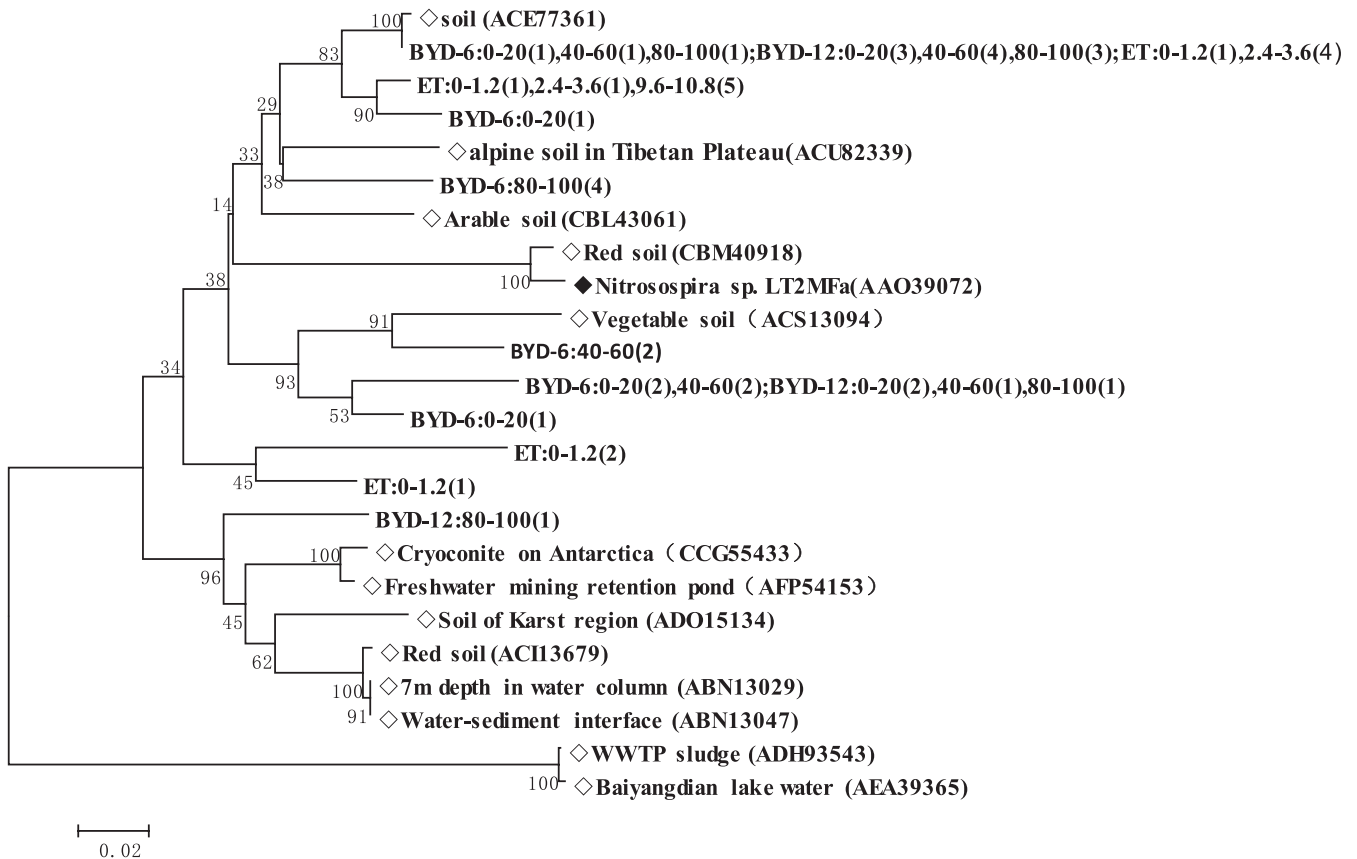 100 ◇soil (ACE77361)
BYD-6:0-20(1),40-60(1),80-100(1);BYD-12:0-20(3),40-60(4),80-100(3);ET:0-1.2(1),2.4-3.6(4)
83
ET:0-1.2(1),2.4-3.6(1),9.6-10.8(5)
29
90 BYD-6:0-20(1)
33 ◇alpine soil in Tibetan Plateau(ACU82339)
38 BYD-6:80-100(4)
14 ◇Arable soil(CBL43061)
◇Red soil(CBM40918)
38 100 ◆Nitrosospira sp. LT2MFa(AAO39072)
91 ◇Vegetable soil（ACS13094）
BYD-6:40-60(2)
34 93 BYD-6:0-20(2),40-60(2);BYD-12:0-20(2),40-60(1),80-100(1)
53 BYD-6:0-20(1)
ET:0-1.2(2)
45 ET:0-1.2(1)
BYD-12:80-100(1)
100 ◇Cryoconite on Antarctica（CCG55433）
96 ◇Freshwater mining retention pond（AFP54153）
45 ◇Soil of Karst region (ADO15134)
62 ◇Red soil(ACI13679)
100 ◇7m depth in water column (ABN13029)
91 ◇Water-sediment interface (ABN13047)
◇WWTP sludge (ADH93543)
100 ◇Baiyangdian lake water (AEA39365)
0.02